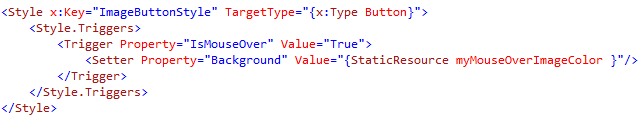 <Style x:Key="ImageButtonStyle" TargetType="{x:Type Button}">
    <Style.Triggers>
        <Trigger Property="IsMouseOver" Value="True">
            <Setter Property="Background" Value="{StaticResource myMouseOverImageColor }"/>
        </Trigger>
    </Style.Triggers>
</Style>